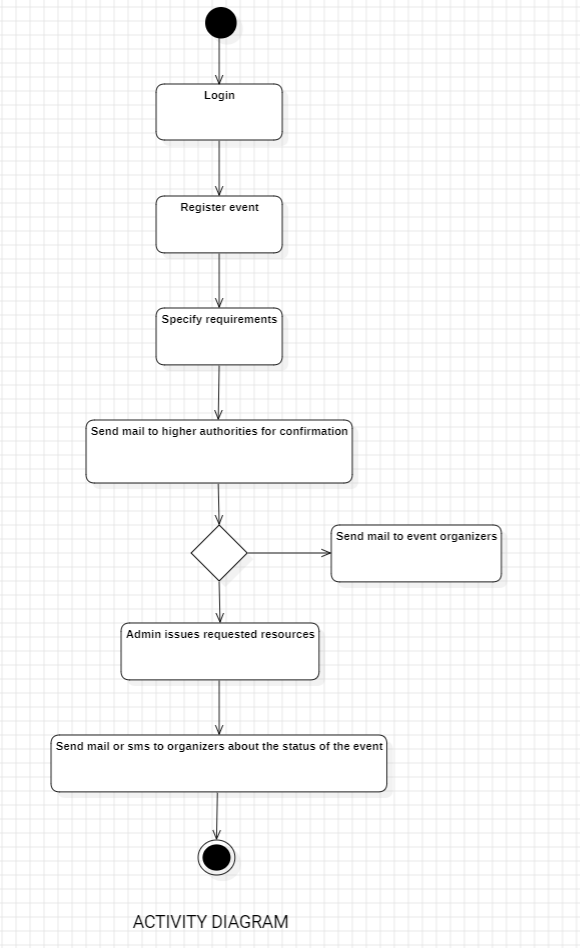 Login
Register event
Specify requirements
Send mail to higher authorities for confirmation
Send mail to event organizers
Admin issues requested resources
Send mail or sms to organizers about the status of the event
ACTIVITY DIAGRAM